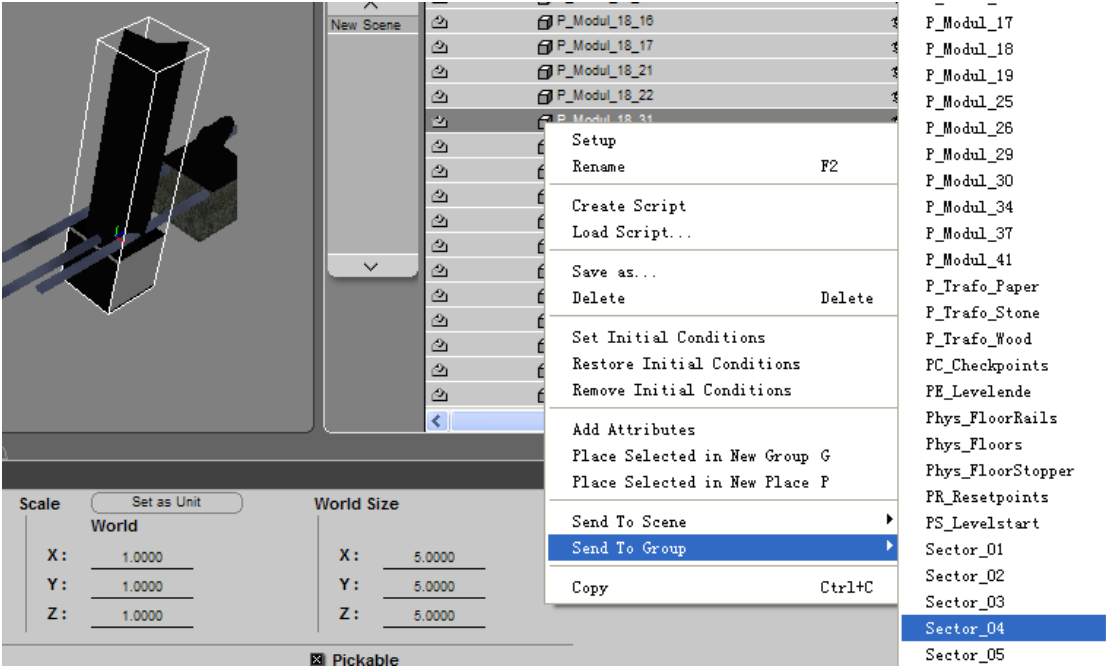 New Scene
P_Modul_18_16
P_Modul_18_17
P_Modul_18_21
P_Modul_18_22
P_Modul_18_31
Setup
Rename F2
Create Script
Load Script...
Save as...
Delete Delete
Set Initial Conditions
Restore Initial Conditions
Remove Initial Conditions
Add Attributes
Place Selected in New Group G
Place Selected in New Place P
Send To Scene
Send To Group
Copy Ctrl+C
P_Modul_17
P_Modul_18
P_Modul_19
P_Modul_25
P_Modul_26
P_Modul_29
P_Modul_30
P_Modul_34
P_Modul_37
P_Modul_41
P_Trafo_Paper
P_Trafo_Stone
P_Trafo_Wood
PC_Checkpoints
PE_Levelende
Phys_FloorRails
Phys_Floors
Phys_FloorStopper
PR_Resetpoints
PS_Levelstart
Sector_01
Sector_02
Sector_03
Sector_04
Sector_05
Scale Set as Unit World Size
World
X: 1.0000 X: 5.0000
Y: 1.0000 Y: 5.0000
Z: 1.0000 Z: 5.0000
Pickable